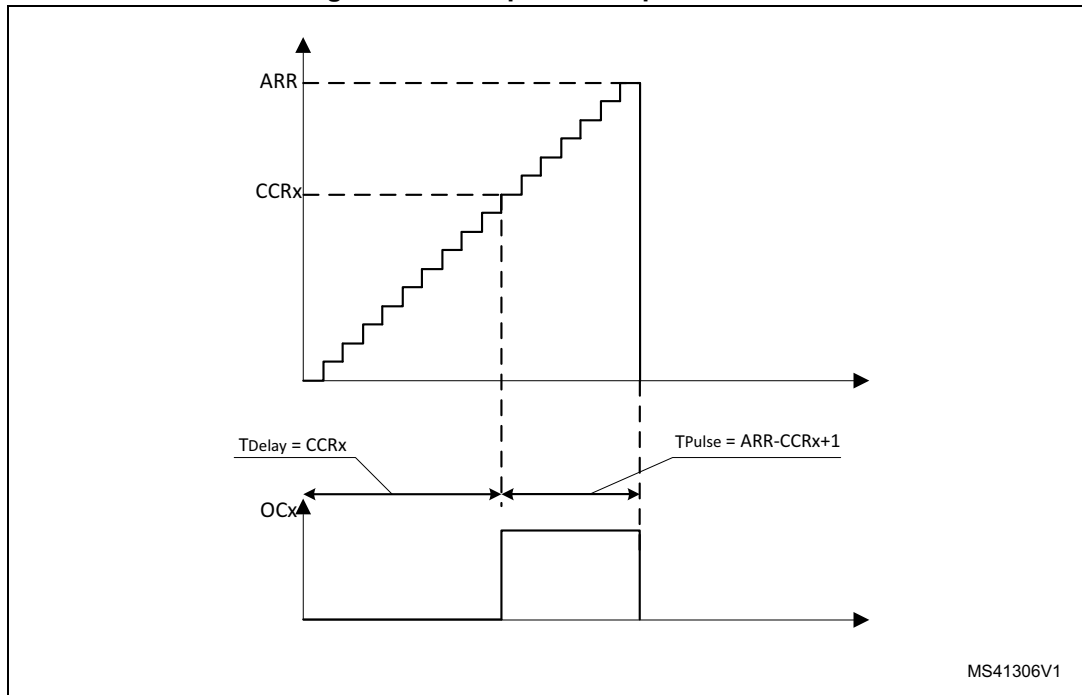 ARR
CCRx
TDelay = CCRx
TPulse = ARR-CCRx+1
OCx
MS41306V1